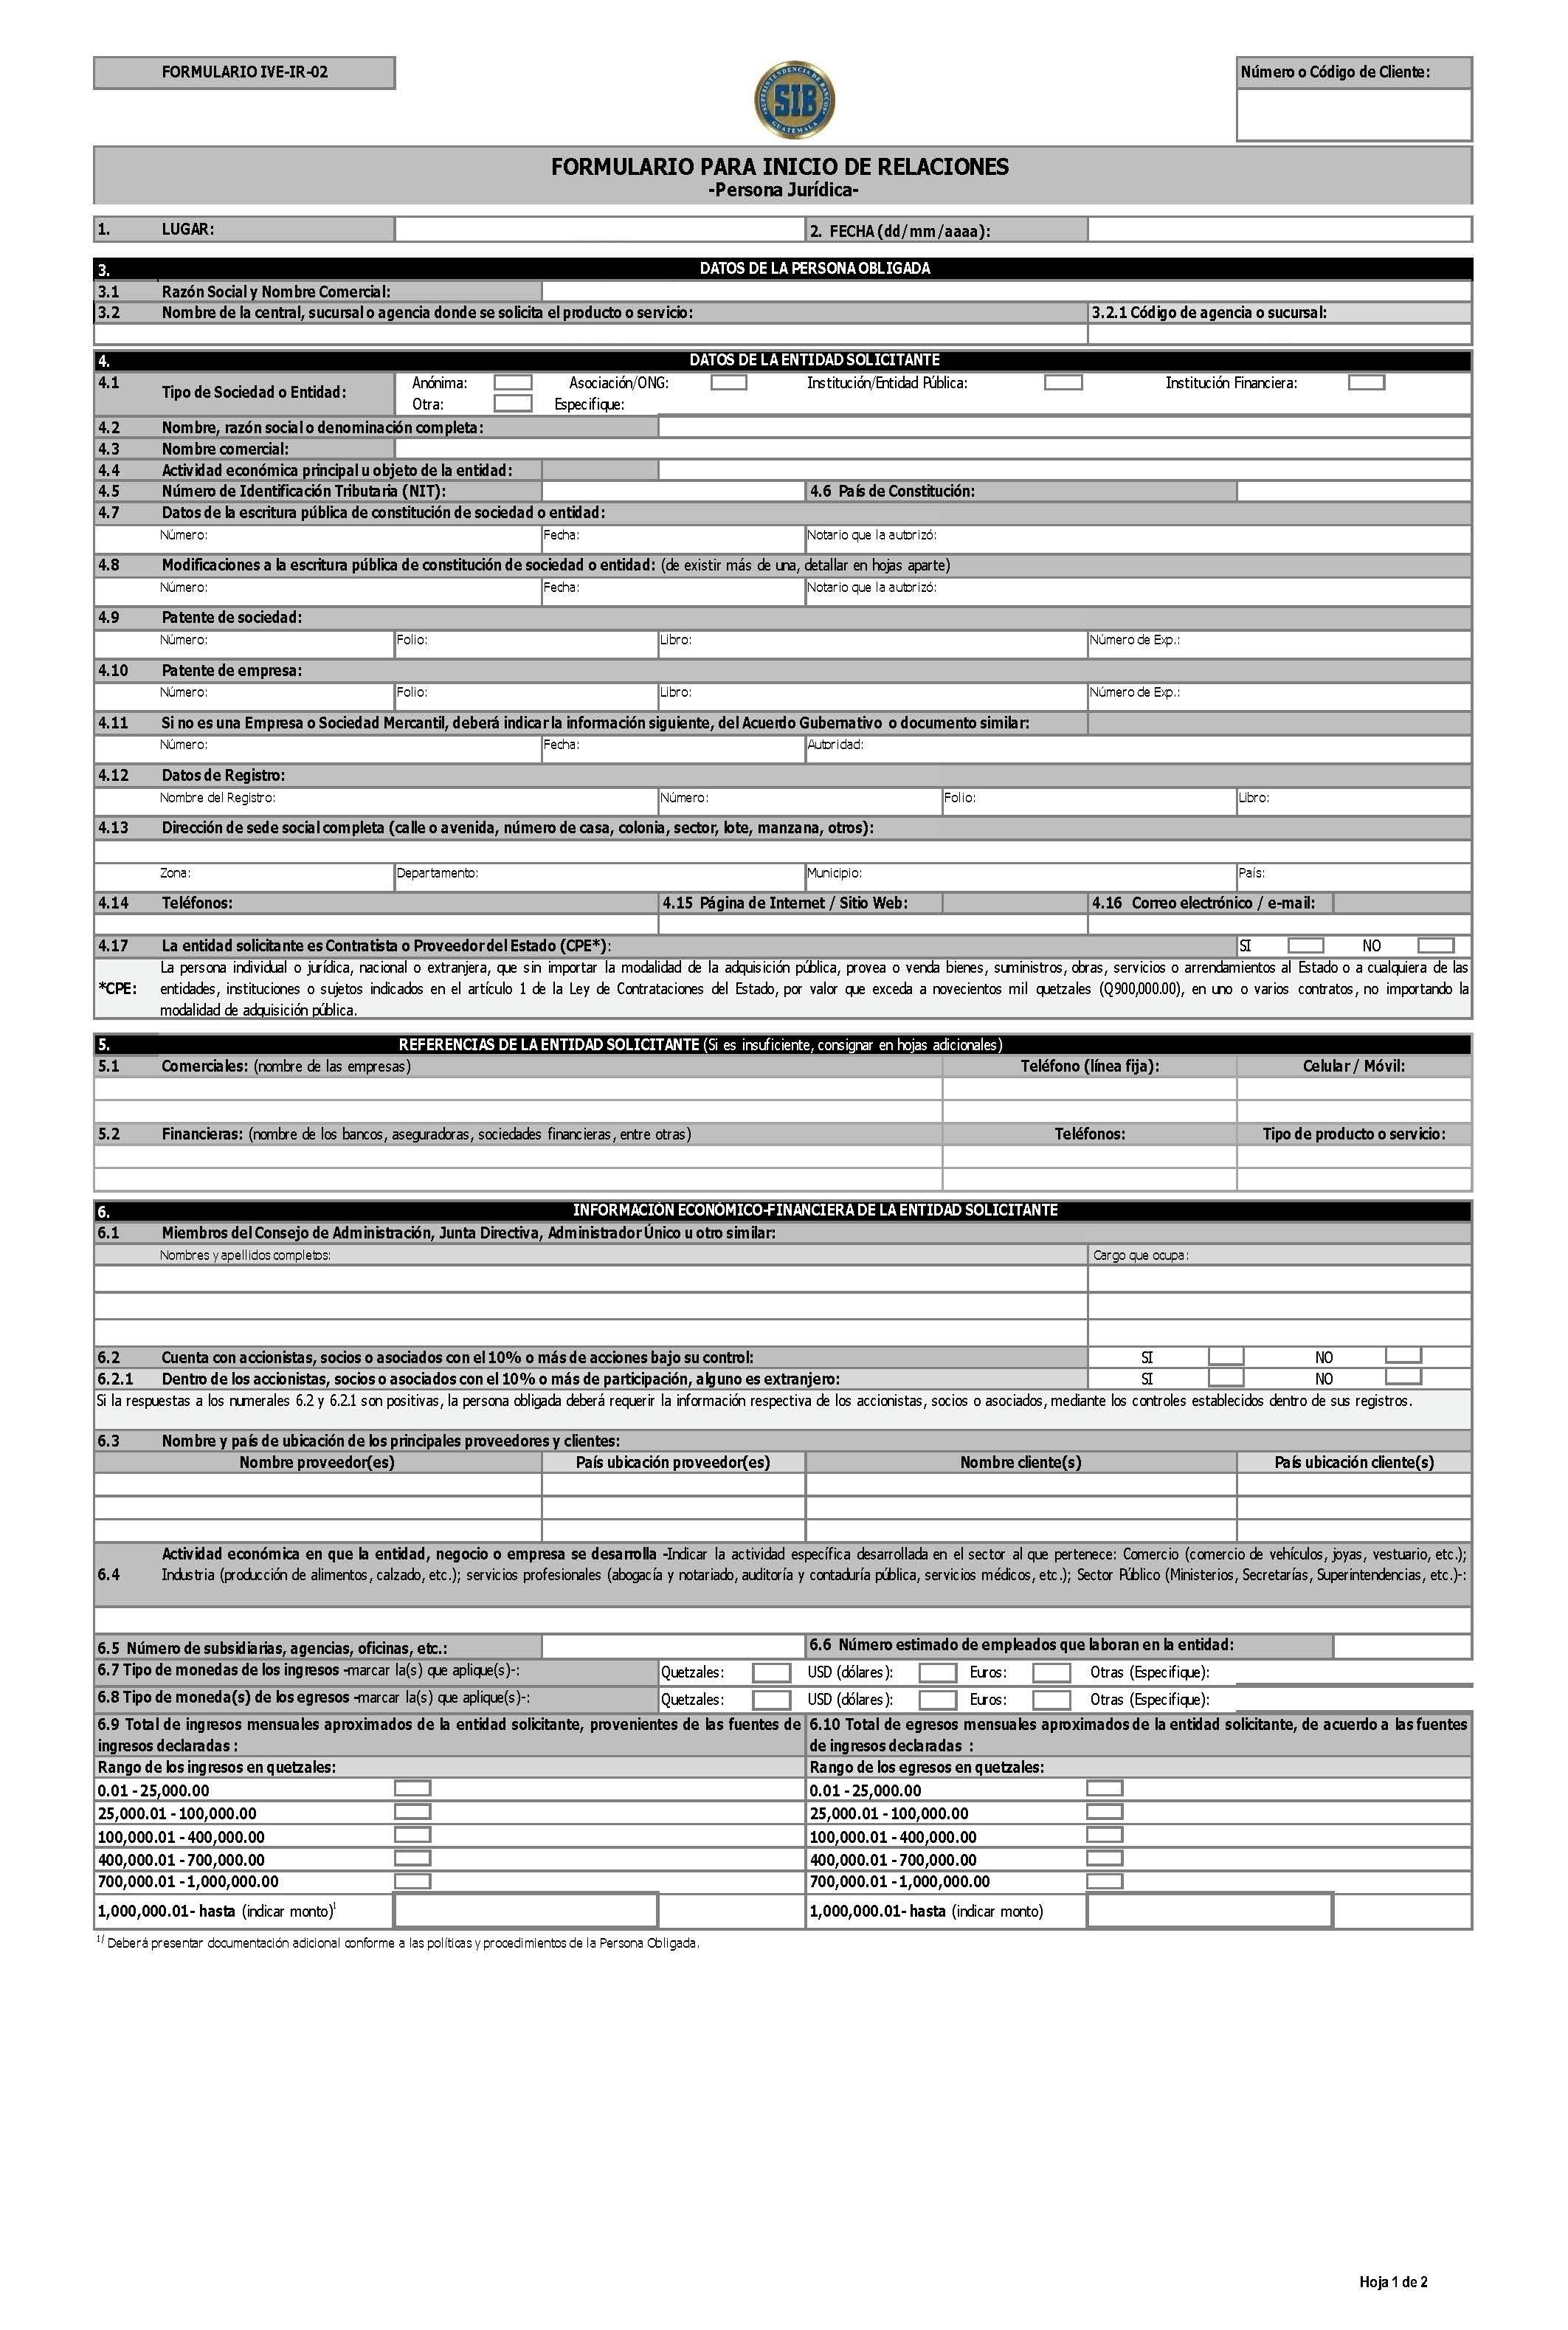 FORMULARIO IVE-IR-02
SUPERINTENDENCIA DE BANCOS
SIB
GUATEMALA
Número o Código de Cliente:
FORMULARIO PARA INICIO DE RELACIONES
-Persona Jurídica-
1. LUGAR: 2. FECHA (dd/mm/aaaa):
3. DATOS DE LA PERSONA OBLIGADA
3.1 Razón Social y Nombre Comercial:
3.2 Nombre de la central, sucursal o agencia donde se solicita el producto o servicio: 3.2.1 Código de agencia o sucursal:
4. DATOS DE LA ENTIDAD SOLICITANTE
4.1 Tipo de Sociedad o Entidad: Anónima: Asociación/ONG: Institución/Entidad Pública: Institución Financiera:
Otra: Especifique:
4.2 Nombre, razón social o denominación completa:
4.3 Nombre comercial:
4.4 Actividad económica principal u objeto de la entidad:
4.5 Número de Identificación Tributaria (NIT): 4.6 País de Constitución:
4.7 Datos de la escritura pública de constitución de sociedad o entidad:
Número: Fecha: Notario que la autorizó:
4.8 Modificaciones a la escritura pública de constitución de sociedad o entidad: (de existir más de una, detallar en hojas aparte)
Número: Fecha: Notario que la autorizó:
4.9 Patente de sociedad:
Número: Folio: Libro: Número de Exp.:
4.10 Patente de empresa:
Número: Folio: Libro: Número de Exp.:
4.11 Si no es una Empresa o Sociedad Mercantil, deberá indicar la información siguiente, del Acuerdo Gubernativo o documento similar:
Número: Fecha: Autoridad:
4.12 Datos de Registro:
Nombre del Registro: Número: Folio: Libro:
4.13 Dirección de sede social completa (calle o avenida, número de casa, colonia, sector, lote, manzana, otros):
Zona: Departamento: Municipio: País:
4.14 Teléfonos: 4.15 Página de Internet / Sitio Web: 4.16 Correo electrónico / e-mail:
4.17 La entidad solicitante es Contratista o Proveedor del Estado (CPE*): SI NO
La persona individual o jurídica, nacional o extranjera, que sin importar la modalidad de la adquisición pública, provea o venda bienes, suministros, obras, servicios o arrendamientos al Estado o a cualquiera de las
*CPE: entidades, instituciones o sujetos indicados en el artículo 1 de la Ley de Contrataciones del Estado, por valor que exceda a novecientos mil quetzales (Q900,000.00), en uno o varios contratos, no importando la
modalidad de adquisición pública.
5. REFERENCIAS DE LA ENTIDAD SOLICITANTE (Si es insuficiente, consignar en hojas adicionales)
5.1 Comerciales: (nombre de las empresas) Teléfono (línea fija): Celular / Móvil:
5.2 Financieras: (nombre de los bancos, aseguradoras, sociedades financieras, entre otras) Teléfonos: Tipo de producto o servicio:
6. INFORMACIÓN ECONÓMICO-FINANCIERA DE LA ENTIDAD SOLICITANTE
6.1 Miembros del Consejo de Administración, Junta Directiva, Administrador Único u otro similar:
Nombres y apellidos completos: Cargo que ocupa:
6.2 Cuenta con accionistas, socios o asociados con el 10% o más de acciones bajo su control: SI NO
6.2.1 Dentro de los accionistas, socios o asociados con el 10% o más de participación, alguno es extranjero: SI NO
Si la respuestas a los numerales 6.2 y 6.2.1 son positivas, la persona obligada deberá requerir la información respectiva de los accionistas, socios o asociados, mediante los controles establecidos dentro de sus registros.
6.3 Nombre y país de ubicación de los principales proveedores y clientes:
Nombre proveedor(es) País ubicación proveedor(es) Nombre cliente(s) País ubicación cliente(s)
Actividad económica en que la entidad, negocio o empresa se desarrolla -Indicar la actividad específica desarrollada en el sector al que pertenece: Comercio (comercio de vehículos, joyas, vestuario, etc.);
6.4 Industria (producción de alimentos, calzado, etc.); servicios profesionales (abogacía y notariado, auditoría y contaduría pública, servicios médicos, etc.); Sector Público (Ministerios, Secretarías, Superintendencias, etc.)-:
6.5 Número de subsidiarias, agencias, oficinas, etc.: 6.6 Número estimado de empleados que laboran en la entidad:
6.7 Tipo de monedas de los ingresos -marcar la(s) que aplique(s)-: Quetzales: USD (dólares): Euros: Otras (Especifique):
6.8 Tipo de moneda(s) de los egresos -marcar la(s) que aplique(s)-: Quetzales: USD (dólares): Euros: Otras (Especifique):
6.9 Total de ingresos mensuales aproximados de la entidad solicitante, provenientes de las fuentes de 6.10 Total de egresos mensuales aproximados de la entidad solicitante, de acuerdo a las fuentes
ingresos declaradas : de ingresos declaradas :
Rango de los ingresos en quetzales: Rango de los egresos en quetzales:
0.01 - 25,000.00 0.01 - 25,000.00
25,000.01 - 100,000.00 25,000.01 - 100,000.00
100,000.01 - 400,000.00 100,000.01 - 400,000.00
400,000.01 - 700,000.00 400,000.01 - 700,000.00
700,000.01 - 1,000,000.00 700,000.01 - 1,000,000.00
1,000,000.01- hasta (indicar monto)1 1,000,000.01- hasta (indicar monto)
1/ Deberá presentar documentación adicional conforme a las políticas y procedimientos de la Persona Obligada.
Hoja 1 de 2